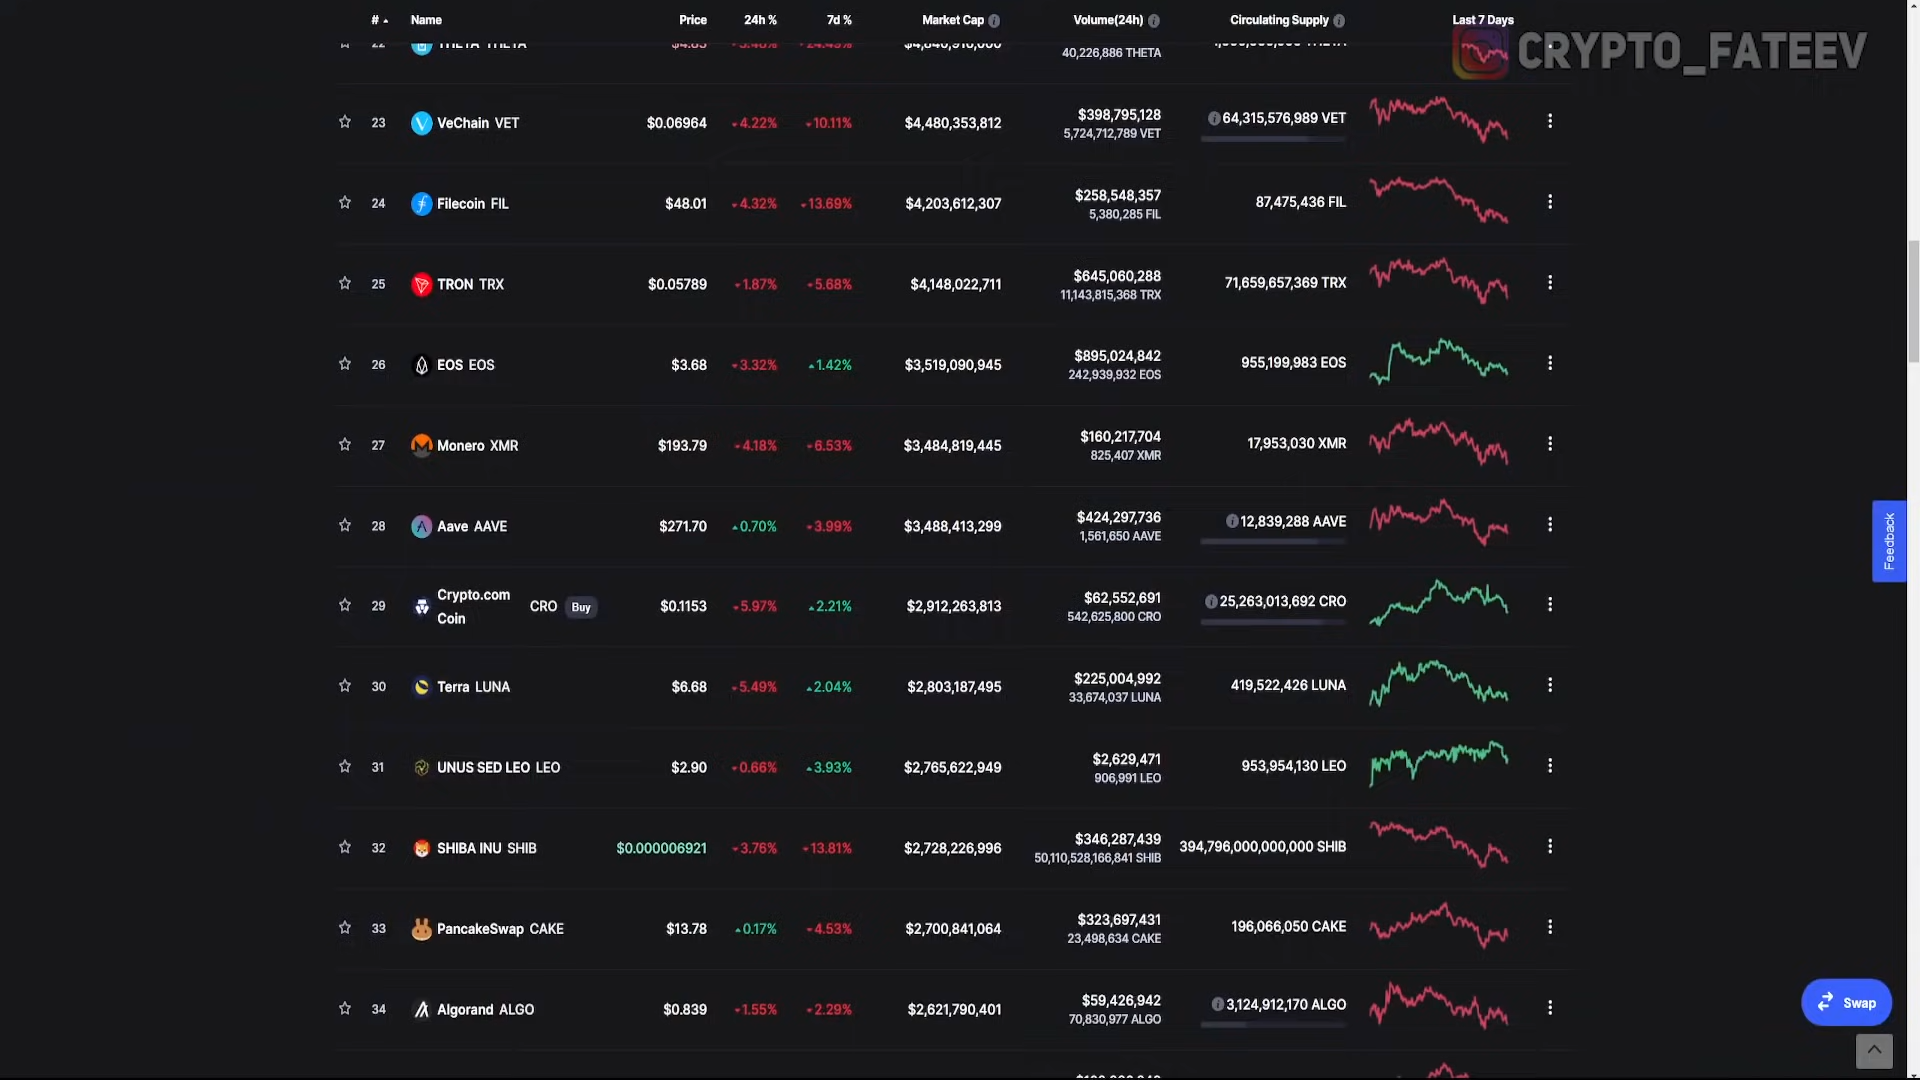 # Name Price 24h % 7d % Market Cap Volume(24h) Circulating Supply Last 7 Days
CRYPTO_FATEEV
22 THETA THETA $4.83
40,226,886 THETA
23 VeChain VET $0.06964 4.22% 10.11% $4,480,353,812 $398,795,128 64,315,576,989 VET
5,724,712,789 VET
24 Filecoin FIL $48.01 4.32% 13.69% $4,203,612,307 $258,548,357 87,475,436 FIL
5,380,285 FIL
25 TRON TRX $0.05789 1.87% 5.68% $4,148,022,711 $645,060,288 71,659,657,369 TRX
11,143,815,368 TRX
26 EOS EOS $3.68 3.32% 1.42% $3,519,090,945 $895,024,842 955,199,983 EOS
242,939,932 EOS
27 Monero XMR $193.79 4.18% 6.53% $3,484,819,445 $160,217,704 17,953,030 XMR
825,407 XMR
28 Aave AAVE $271.70 0.70% 3.99% $3,488,413,299 $424,297,736 12,839,288 AAVE
1,561,650 AAVE
Feedback
29 Crypto.com Coin CRO Buy $0.1153 5.97% 2.21% $2,912,263,813 $62,552,691 25,263,013,692 CRO
542,625,800 CRO
30 Terra LUNA $6.68 5.49% 2.04% $2,803,187,495 $225,004,992 419,522,426 LUNA
33,674,037 LUNA
31 UNUS SED LEO LEO $2.90 0.66% 3.93% $2,765,622,949 $2,629,471 953,954,130 LEO
906,991 LEO
32 SHIBA INU SHIB $0.000006921 3.76% 13.81% $2,728,226,996 $346,287,439 394,796,000,000,000 SHIB
50,110,528,166,841 SHIB
33 PancakeSwap CAKE $13.78 0.17% 4.53% $2,700,841,064 $323,697,431 196,066,050 CAKE
23,498,634 CAKE
34 Algorand ALGO $0.839 1.55% 2.29% $2,621,790,401 $59,426,942 3,124,912,170 ALGO
70,830,977 ALGO
Swap